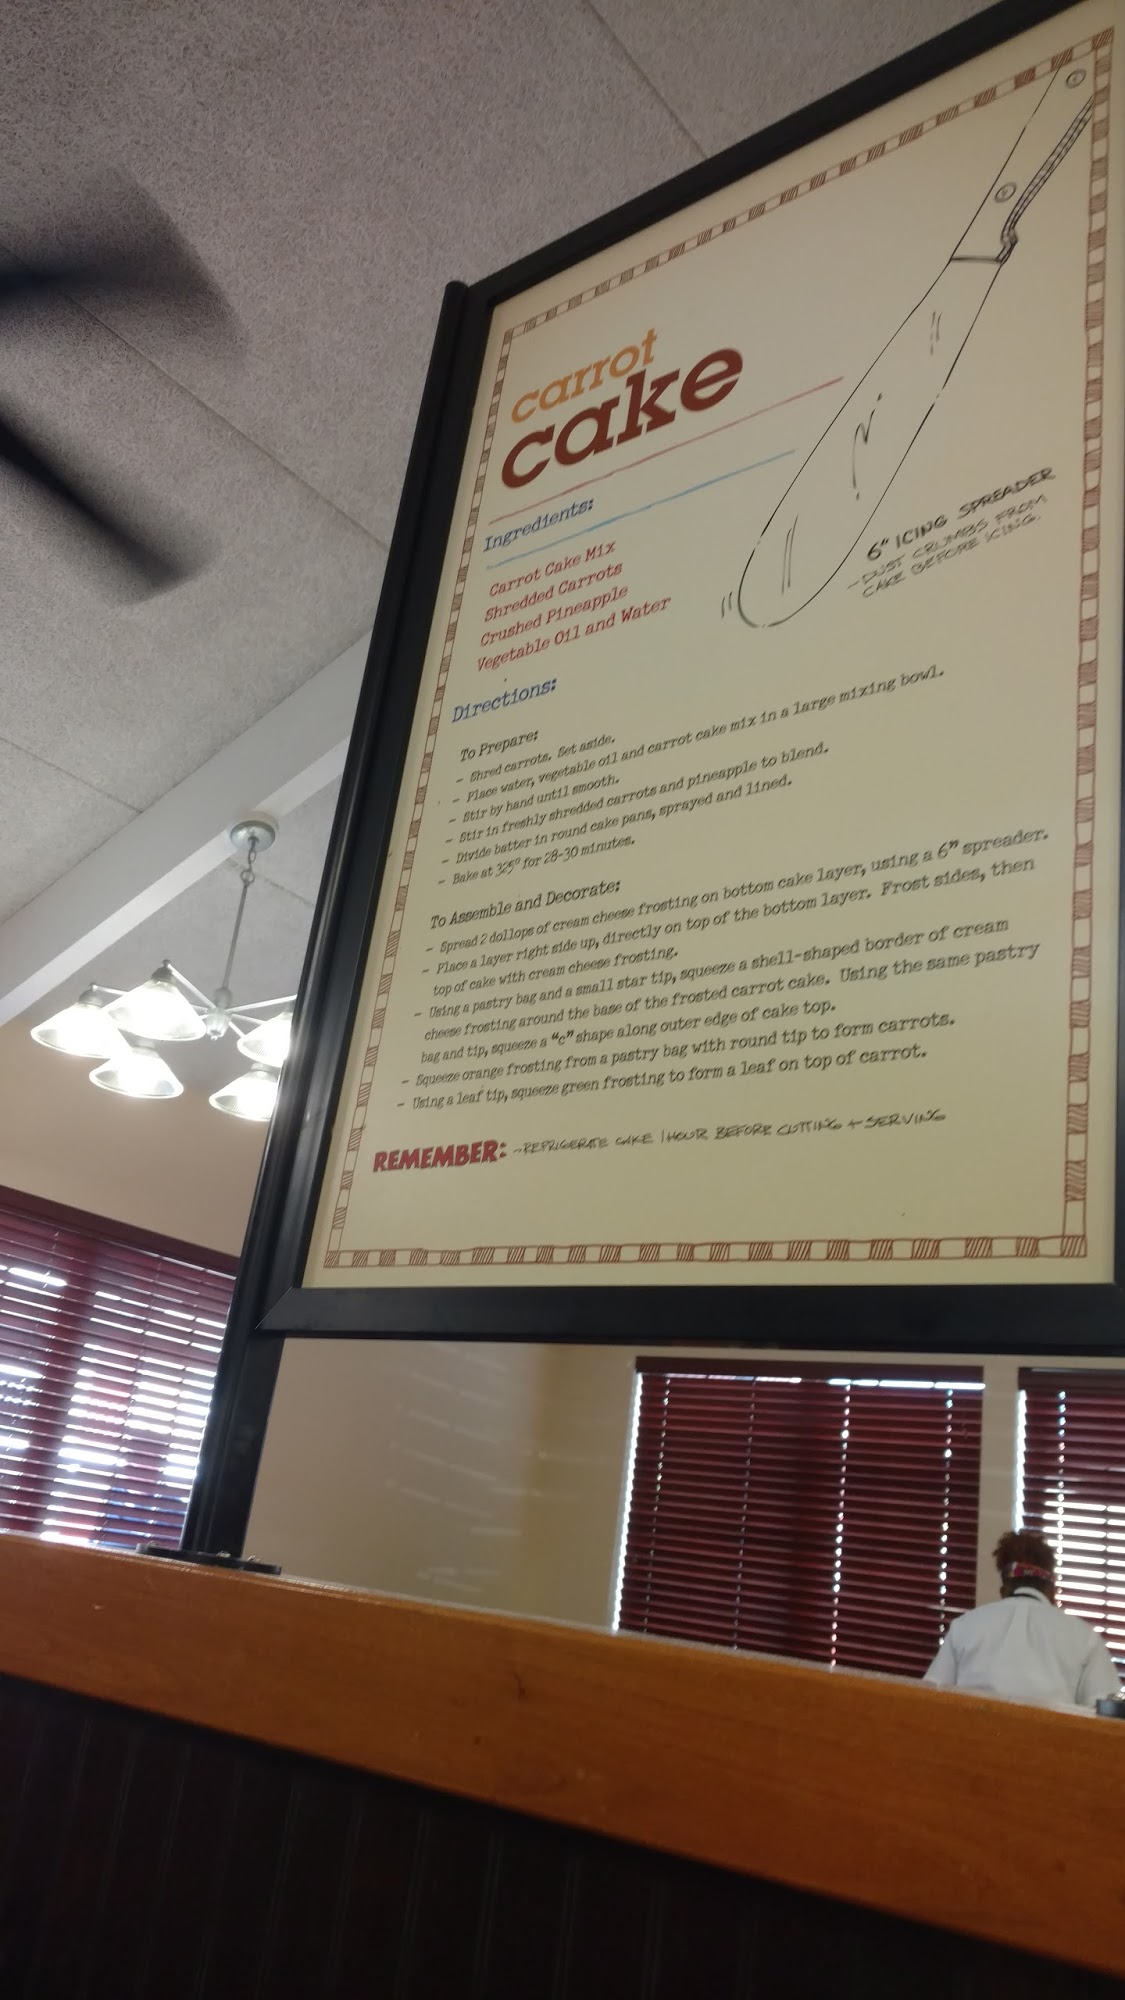 carrot
cake
Ingredients:
Carrot Cake Mix
Shredded Carrots
Crushed Pineapple
Vegetable Oil and Water
6" ICING SPREADER
- DUST CRUMBS FROM
CAKE BEFORE ICING.
Directions:
To Prepare:
- Shred carrots. Set aside.
- Place water, vegetable oil and carrot cake mix in a large mixing bowl.
- Stir by hand until smooth.
- Stir in freshly shredded carrots and pineapple to blend.
- Divide batter in round cake pans, sprayed and lined.
- Bake at 325° for 28-30 minutes.
To Assemble and Decorate:
- Spread 2 dollops of cream cheese frosting on bottom cake layer, using a 6" spreader.
- Place a layer right side up, directly on top of the bottom layer. Frost sides, then
top of cake with cream cheese frosting.
- Using a pastry bag and a small star tip, squeeze a shell-shaped border of cream
cheese frosting around the base of the frosted carrot cake. Using the same pastry
bag and tip, squeeze a "c" shape along outer edge of cake top.
- Squeeze orange frosting from a pastry bag with round tip to form carrots.
- Using a leaf tip, squeeze green frosting to form a leaf on top of carrot.
REMEMBER: - REFRIGERATE CAKE 1 HOUR BEFORE CUTTING + SERVING